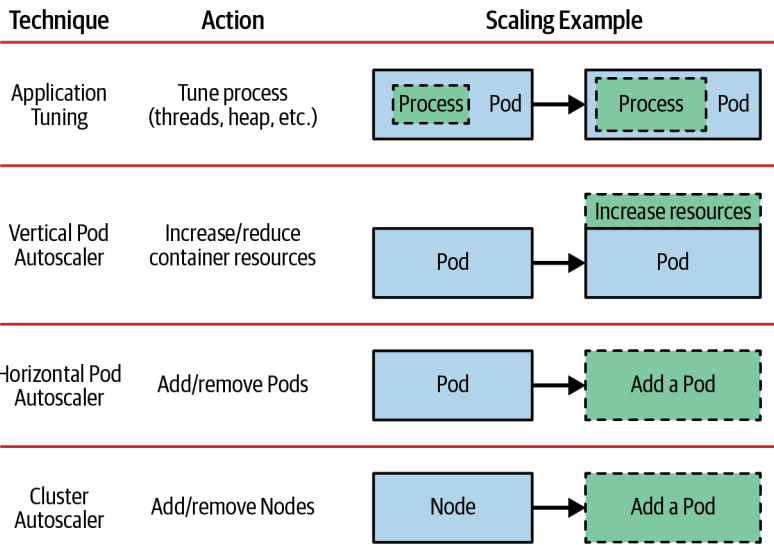 Technique Action Scaling Example
Application
Tuning
Tune process
(threads, heap, etc.)
Process Pod
Process Pod
Vertical Pod
Autoscaler
Increase/reduce
container resources
Pod
Increase resources
Pod
Horizontal Pod
Autoscaler
Add/remove Pods
Pod
Add a Pod
Cluster
Autoscaler
Add/remove Nodes
Node
Add a Pod